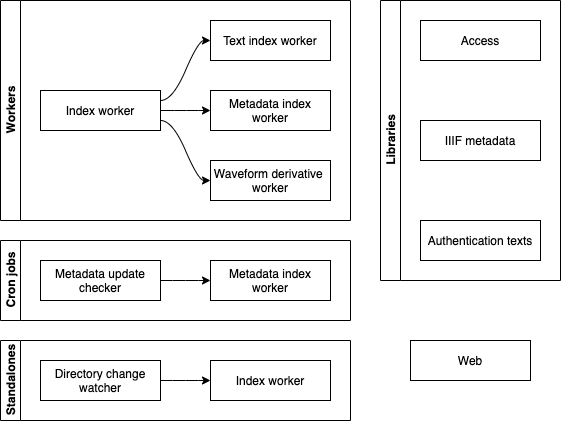 Workers
Index worker
Text index worker
Metadata index
worker
Waveform derivative
worker
Libraries
Access
IIIF metadata
Authentication texts
Cron jobs
Metadata update
checker
Metadata index
worker
Standalones
Directory change
watcher
Index worker
Web